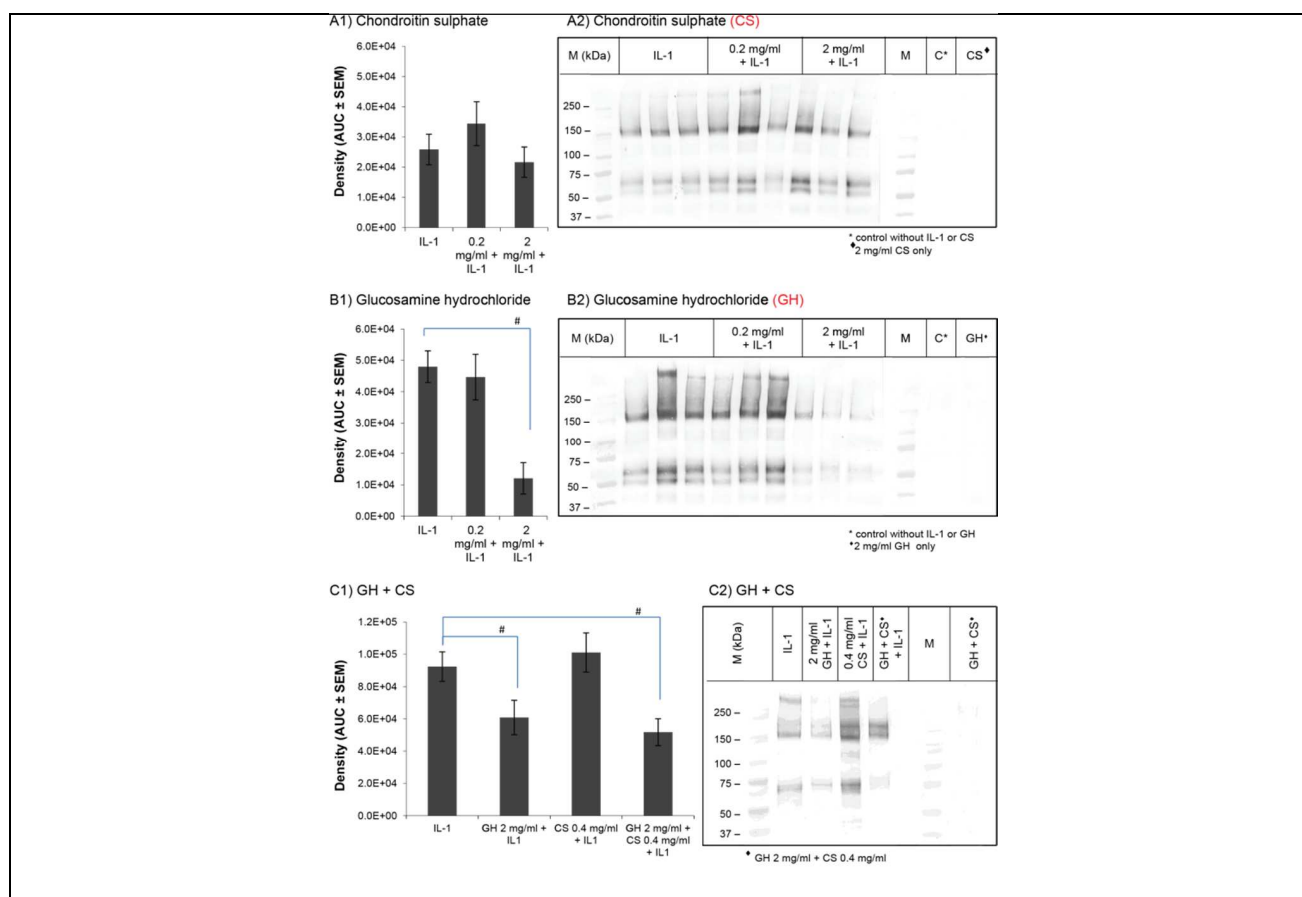 A1) Chondroitin sulphate
Density (AUC ± SEM)
6.0E+04
5.0E+04
4.0E+04
3.0E+04
2.0E+04
1.0E+04
0.0E+00
IL-1
0.2
mg/ml +
IL-1
2
mg/ml +
IL-1
A2) Chondroitin sulphate (CS)
M (kDa)
IL-1
0.2 mg/ml
+ IL-1
2 mg/ml
+ IL-1
M
C*
CS♦
250 –
150 –
100 –
75 –
50 –
37 –
* control without IL-1 or CS
♦2 mg/ml CS only
B1) Glucosamine hydrochloride
Density (AUC ± SEM)
6.0E+04
5.0E+04
4.0E+04
3.0E+04
2.0E+04
1.0E+04
0.0E+00
#
IL-1
0.2
mg/ml +
IL-1
2
mg/ml +
IL-1
B2) Glucosamine hydrochloride (GH)
M (kDa)
IL-1
0.2 mg/ml
+ IL-1
2 mg/ml
+ IL-1
M
C*
GH♦
250 –
150 –
100 –
75 –
50 –
37 –
* control without IL-1 or GH
♦2 mg/ml GH only
C1) GH + CS
Density (AUC ± SEM)
1.2E+05
1.0E+05
8.0E+04
6.0E+04
4.0E+04
2.0E+04
0.0E+00
#
#
IL-1
GH 2 mg/ml +
IL1
CS 0.4 mg/ml
+ IL1
GH 2 mg/ml +
CS 0.4 mg/ml
+ IL1
C2) GH + CS
M (kDa)
IL-1
2 mg/ml
GH + IL-1
0.4 mg/ml
CS + IL-1
GH + CS♦
+ IL-1
M
GH + CS♦
250 –
150 –
100 –
75 –
50 –
37 –
♦ GH 2 mg/ml + CS 0.4 mg/ml